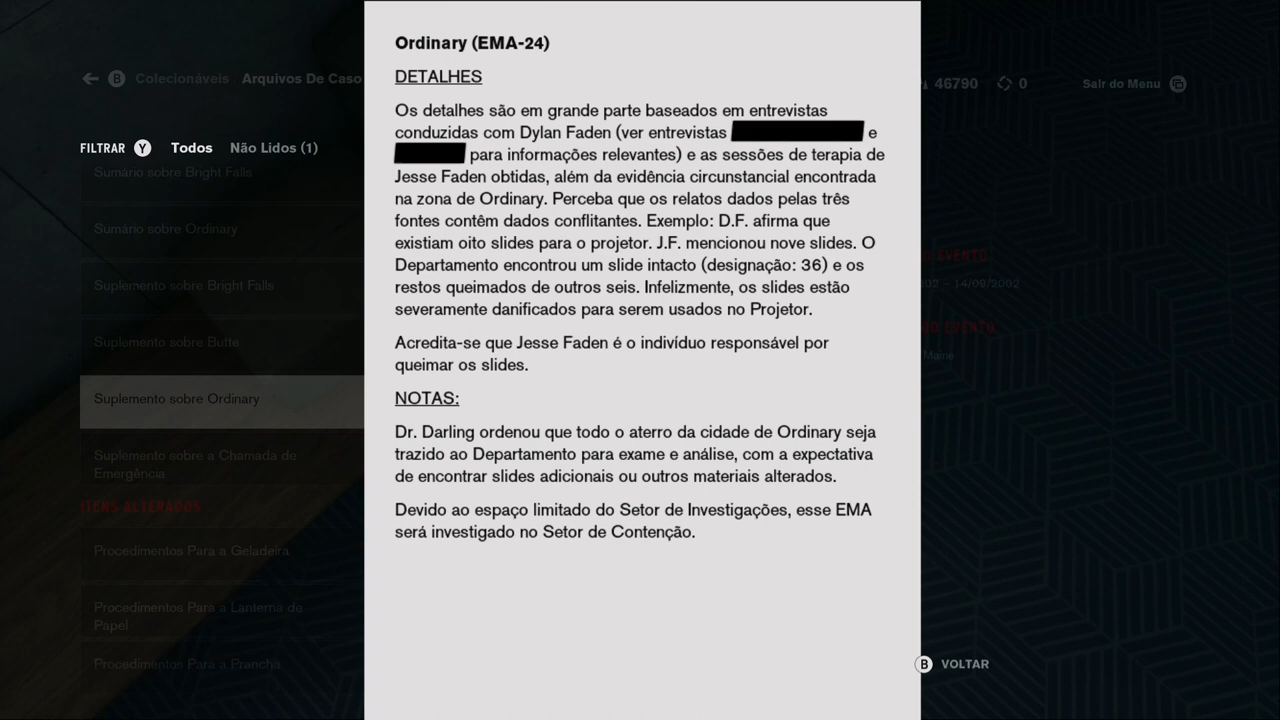 Ordinary (EMA-24)
DETALHES
Os detalhes são em grande parte baseados em entrevistas
conduzidas com Dylan Faden (ver entrevistas e
para informações relevantes) e as sessões de terapia de
Jesse Faden obtidas, além da evidência circunstancial encontrada
na zona de Ordinary. Perceba que os relatos dados pelas três
fontes contêm dados conflitantes. Exemplo: D.F. afirma que
existiam oito slides para o projetor. J.F. mencionou nove slides. O
Departamento encontrou um slide intacto (designação: 36) e os
restos queimados de outros seis. Infelizmente, os slides estão
severamente danificados para serem usados no Projetor.
Acredita-se que Jesse Faden é o indivíduo responsável por
queimar os slides.
NOTAS:
Dr. Darling ordenou que todo o aterro da cidade de Ordinary seja
trazido ao Departamento para exame e análise, com a expectativa
de encontrar slides adicionais ou outros materiais alterados.
Devido ao espaço limitado do Setor de Investigações, esse EMA
será investigado no Setor de Contenção.
B Colecionáveis Arquivos De Caso
46790 0 Sair do Menu
FILTRAR Y Todos Não Lidos (1)
Sumário sobre Bright Falls
Sumário sobre Ordinary
Suplemento sobre Bright Falls
Suplemento sobre Butte
Suplemento sobre Ordinary
Suplemento sobre a Chamada de
Emergência
ITENS ALTERADOS
Procedimentos Para a Geladeira
Procedimentos Para a Lanterna de
Papel
Procedimentos Para a Prancha
EVENTO
– 14/09/2002
EVENTO
Maine
B VOLTAR